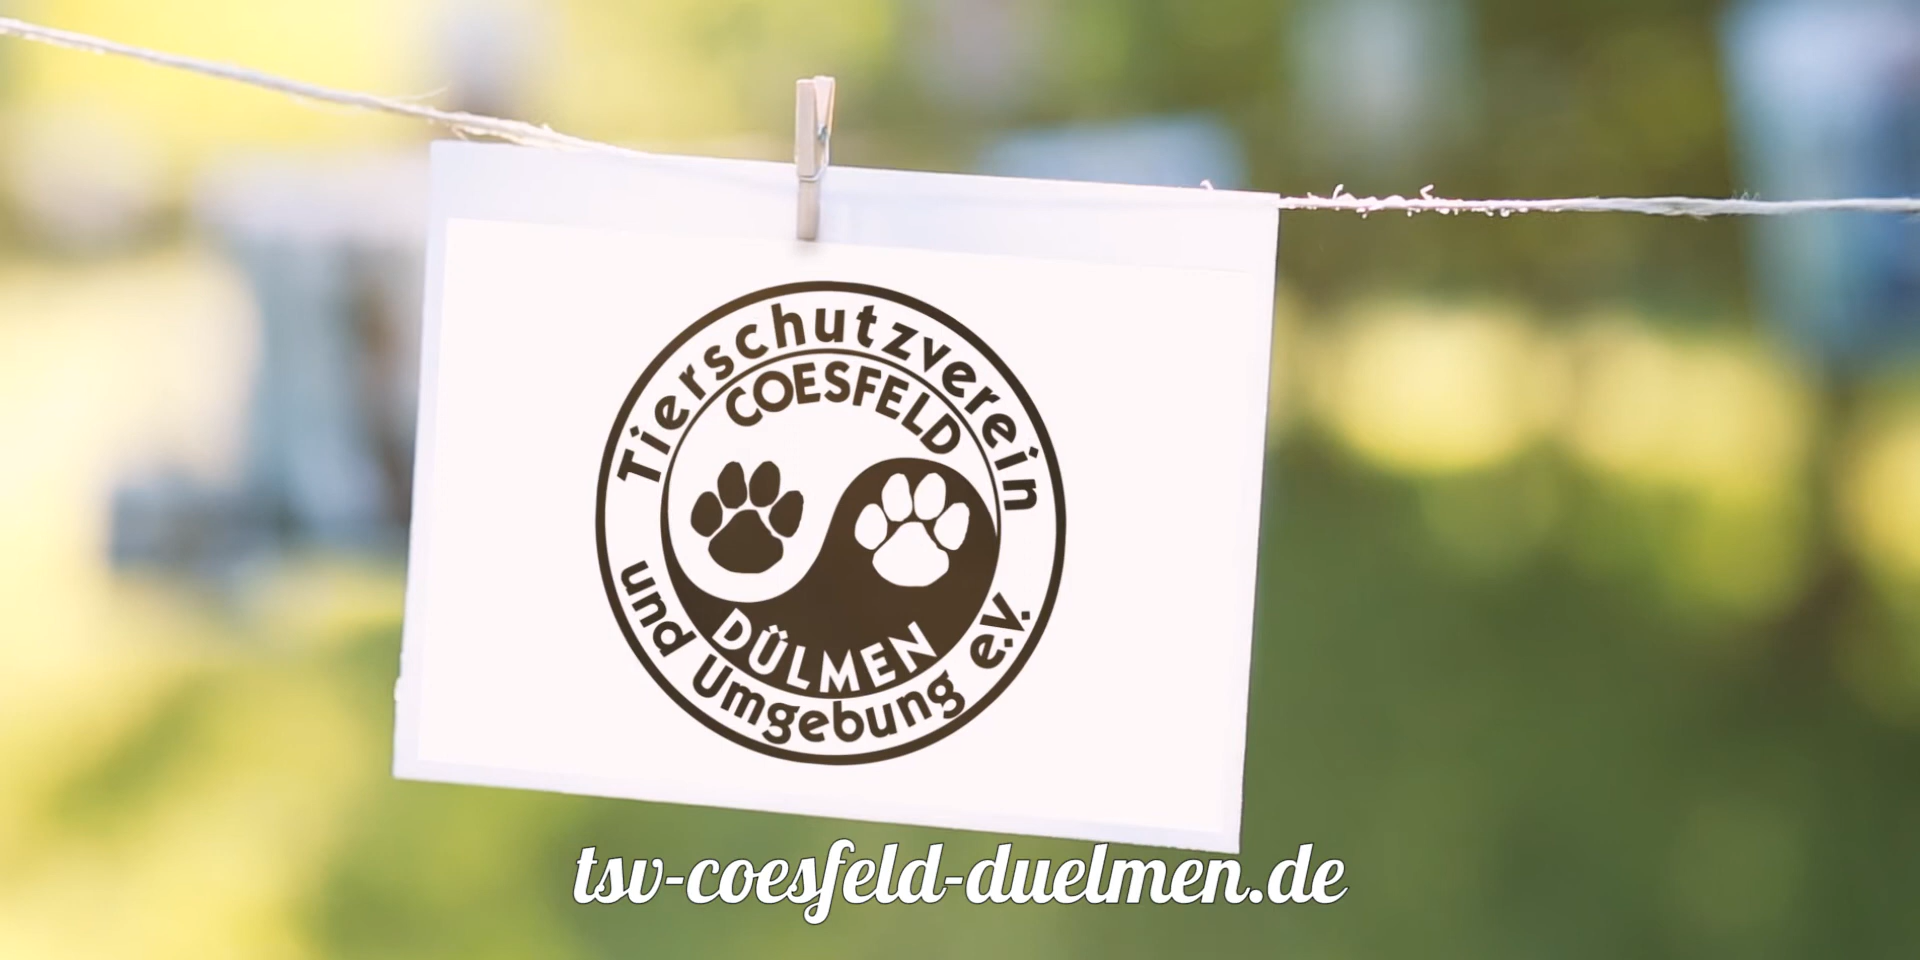 Tierschutzverein
COESFELD
DÜLMEN
und Umgebung e.V.
tsv-coesfeld-duelmen.de